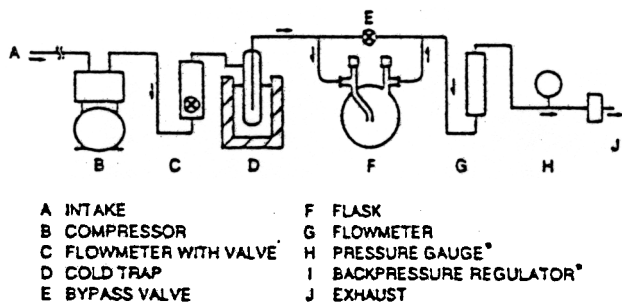 E
A
B
C
D
F
G
H
J
A INTAKE
B COMPRESSOR
C FLOWMETER WITH VALVE*
D COLD TRAP
E BYPASS VALVE
F FLASK
G FLOWMETER
H PRESSURE GAUGE*
I BACKPRESSURE REGULATOR*
J EXHAUST